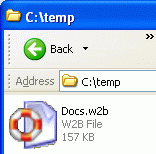 C:\temp
Back
»
Address C:\temp
Docs.w2b
W2B File
157 KB